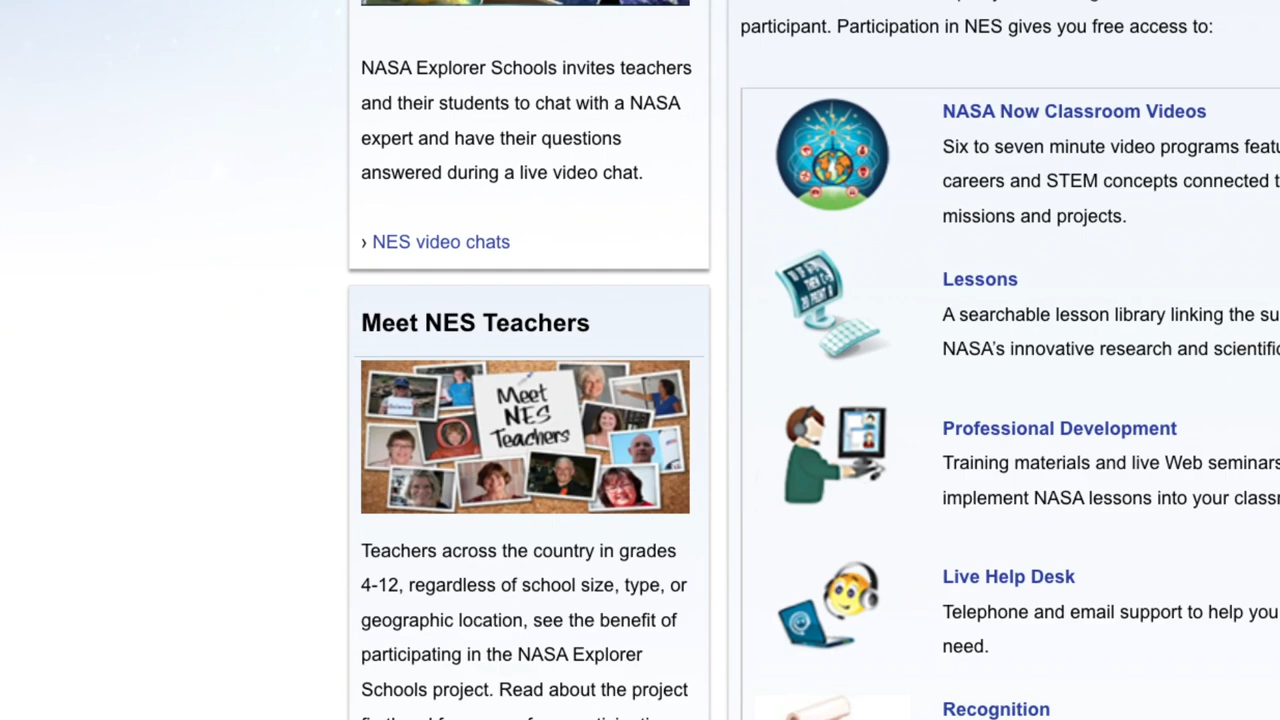 NASA Explorer Schools invites teachers
and their students to chat with a NASA
expert and have their questions
answered during a live video chat.
› NES video chats
Meet NES Teachers
Meet
NES
Teachers
Science
Teachers across the country in grades
4-12, regardless of school size, type, or
geographic location, see the benefit of
participating in the NASA Explorer
Schools project. Read about the project
participant. Participation in NES gives you free access to:
NASA Now Classroom Videos
Six to seven minute video programs
careers and STEM concepts connected
missions and projects.
Lessons
A searchable lesson library linking the
NASA's innovative research and
Professional Development
Training materials and live Web seminars
implement NASA lessons into your
Live Help Desk
Telephone and email support to help you
need.
Recognition